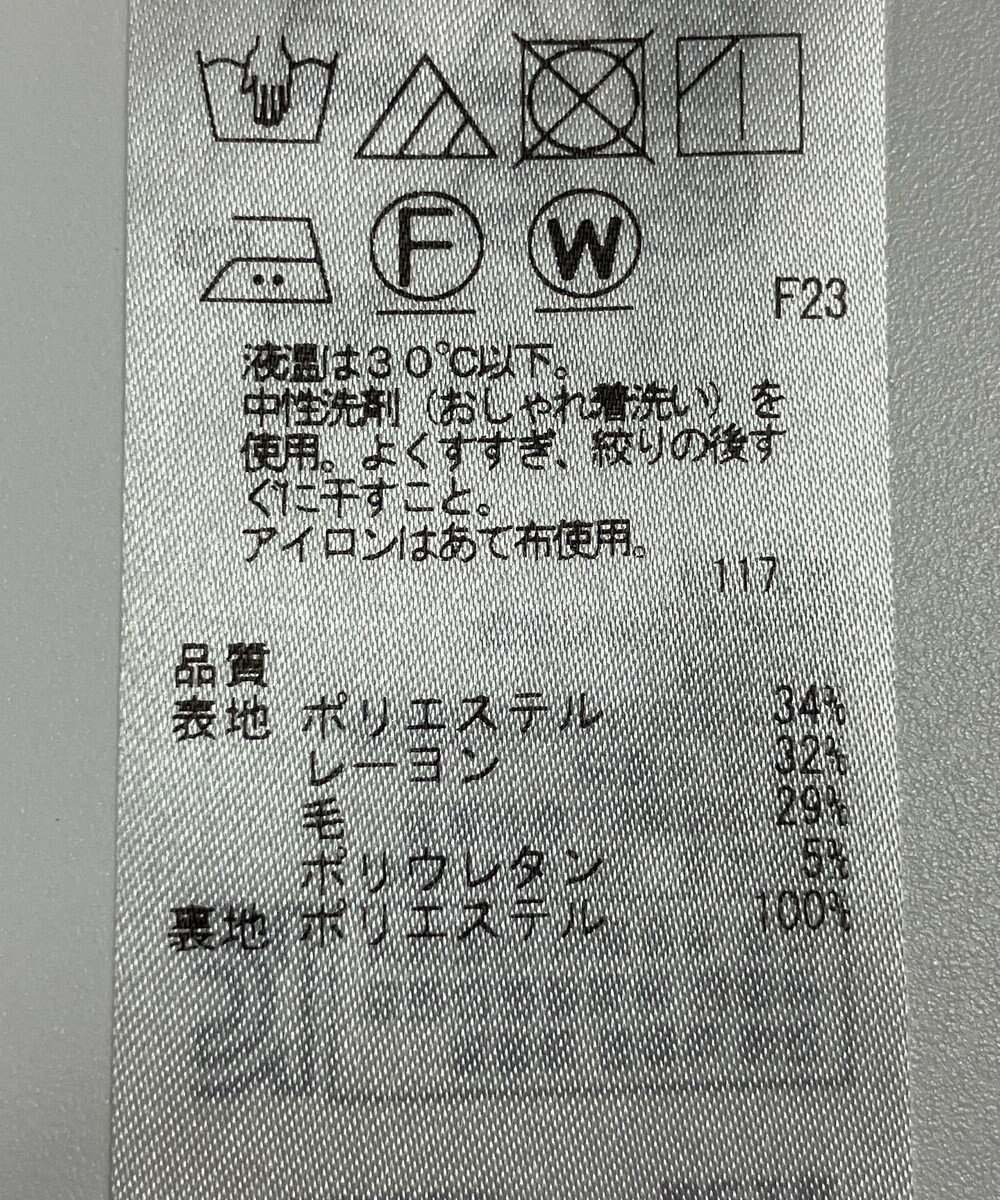 F W
F23
液温は30℃以下。
中性洗剤（おしゃれ着洗い）を
使用。よくすすぎ、絞りの後す
ぐに干すこと。
アイロンはあて布使用。
117
品質
表地 ポリエステル 34%
レーヨン 32%
毛 29%
ポリウレタン 5%
裏地 ポリエステル 100%